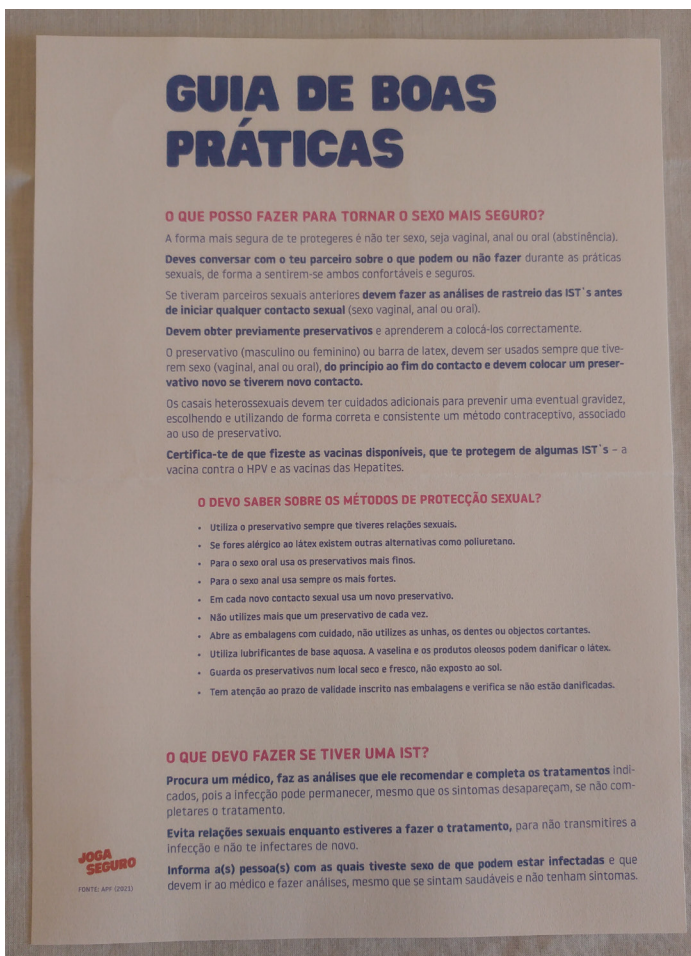 GUIA DE BOAS
PRÁTICAS
O QUE POSSO FAZER PARA TORNAR O SEXO MAIS SEGURO?
A forma mais segura de te protegeres é não ter sexo, seja vaginal, anal ou oral (abstinência).
Deves conversar com o teu parceiro sobre o que podem ou não fazer durante as práticas
sexuais, de forma a sentirem-se ambos confortáveis e seguros.
Se tiveram parceiros sexuais anteriores devem fazer as análises de rastreio das IST`s antes
de iniciar qualquer contacto sexual (sexo vaginal, anal ou oral).
Devem obter previamente preservativos e aprenderem a colocá-los correctamente.
O preservativo (masculino ou feminino) ou barra de latex, devem ser usados sempre que tive-
rem sexo (vaginal, anal ou oral), do princípio ao fim do contacto e devem colocar um preser-
vativo novo se tiverem novo contacto.
Os casais heterossexuais devem ter cuidados adicionais para prevenir uma eventual gravidez,
escolhendo e utilizando de forma correta e consistente um método contraceptivo, associado
ao uso de preservativo.
Certifica-te de que fizeste as vacinas disponíveis, que te protegem de algumas IST`s – a
vacina contra o HPV e as vacinas das Hepatites.
O DEVO SABER SOBRE OS MÉTODOS DE PROTECÇÃO SEXUAL?
• Utiliza o preservativo sempre que tiveres relações sexuais.
• Se fores alérgico ao látex existem outras alternativas como poliuretano.
• Para o sexo oral usa os preservativos mais finos.
• Para o sexo anal usa sempre os mais fortes.
• Em cada novo contacto sexual usa um novo preservativo.
• Não utilizes mais que um preservativo de cada vez.
• Abre as embalagens com cuidado, não utilizes as unhas, os dentes ou objectos cortantes.
• Utiliza lubrificantes de base aquosa. A vaselina e os produtos oleosos podem danificar o látex.
• Guarda os preservativos num local seco e fresco, não exposto ao sol.
• Tem atenção ao prazo de validade inscrito nas embalagens e verifica se não estão danificadas.
O QUE DEVO FAZER SE TIVER UMA IST?
Procura um médico, faz as análises que ele recomendar e completa os tratamentos indi-
cados, pois a infecção pode permanecer, mesmo que os sintomas desapareçam, se não com-
pletares o tratamento.
Evita relações sexuais enquanto estiveres a fazer o tratamento, para não transmitires a
infecção e não te infectares de novo.
Informa a(s) pessoa(s) com as quais tiveste sexo de que podem estar infectadas e que
devem ir ao médico e fazer análises, mesmo que se sintam saudáveis e não tenham sintomas.
JOGA
SEGURO
FONTE: APF (2021)